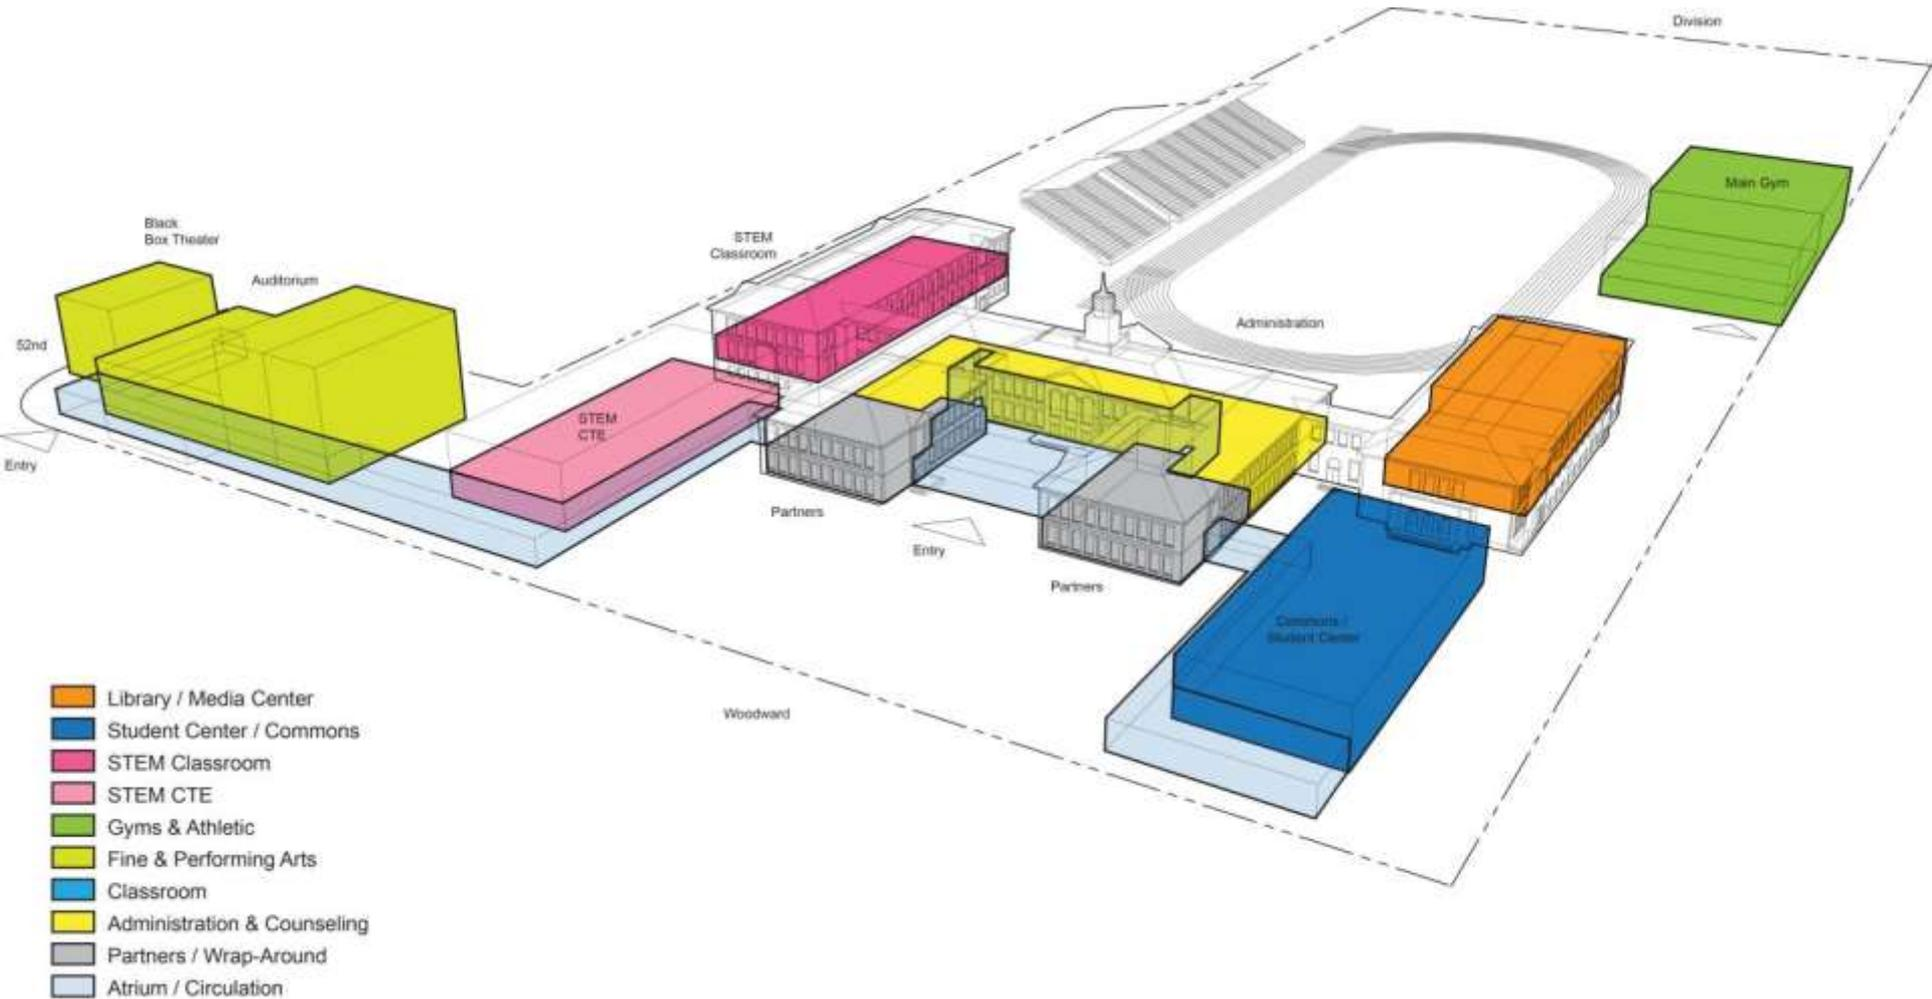 Division
Main Gym
Black
Box Theater
STEM
Classroom
Auditorium
Administration
52nd
STEM
CTE
Entry
Partners
Entry
Partners
Commons /
Student Center
Woodward
Library / Media Center
Student Center / Commons
STEM Classroom
STEM CTE
Gyms & Athletic
Fine & Performing Arts
Classroom
Administration & Counseling
Partners / Wrap-Around
Atrium / Circulation